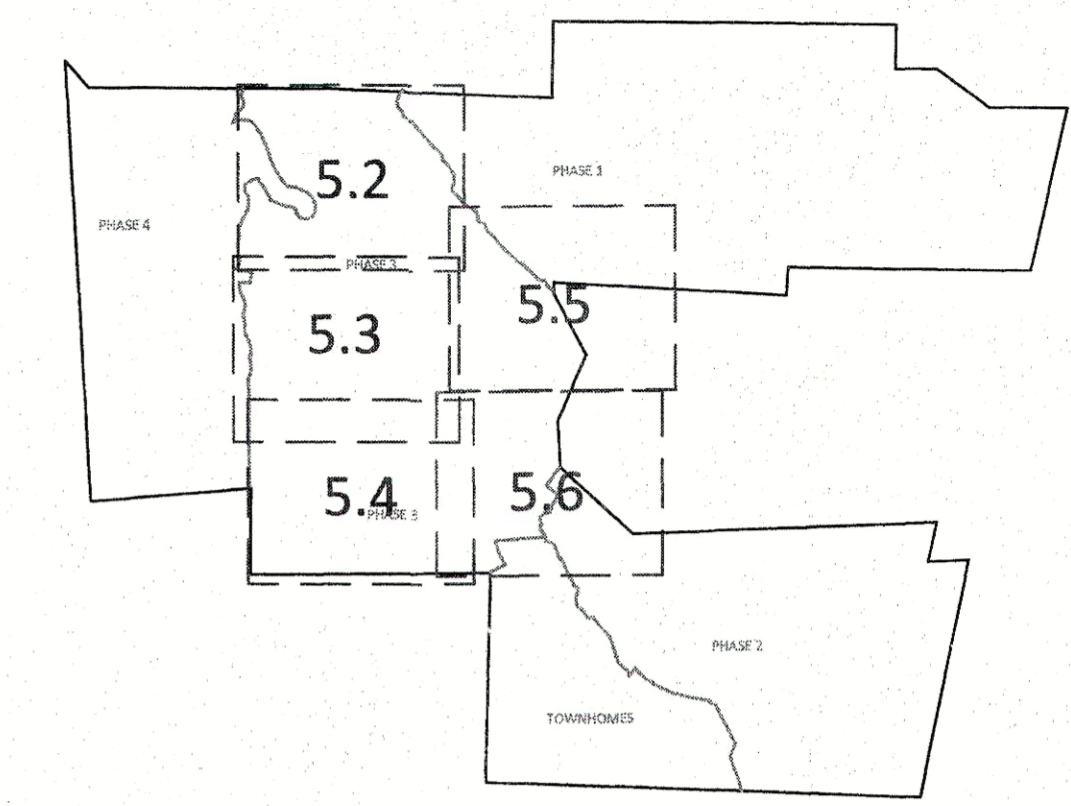 PHASE 1
5.2
PHASE 4
PHASE 3
5.5
5.3
5.4
PHASE 3
5.6
PHASE 2
TOWNHOMES